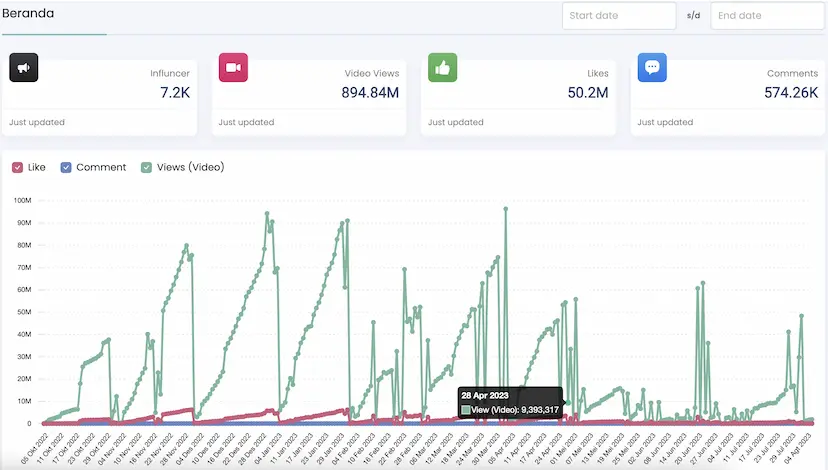 Beranda
Start date
s/d
End date
Influncer
7.2K
Just updated
Video Views
894.84M
Just updated
Likes
50.2M
Just updated
Comments
574.26K
Just updated
Like
Comment
Views (Video)
100M
90M
80M
70M
60M
50M
40M
30M
20M
10M
0
28 Apr 2023
View (Video): 9,393,317
05 Okt 2022
11 Okt 2022
17 Okt 2022
23 Okt 2022
29 Okt 2022
04 Nov 2022
10 Nov 2022
16 Nov 2022
22 Nov 2022
28 Nov 2022
04 Des 2022
10 Des 2022
16 Des 2022
22 Des 2022
28 Des 2022
04 Jan 2023
11 Jan 2023
17 Jan 2023
23 Jan 2023
29 Jan 2023
04 Feb 2023
10 Feb 2023
16 Feb 2023
22 Feb 2023
28 Feb 2023
06 Mar 2023
12 Mar 2023
18 Mar 2023
24 Mar 2023
30 Mar 2023
05 Apr 2023
11 Apr 2023
17 Apr 2023
24 Apr 2023
01 Mei 2023
07 Mei 2023
13 Mei 2023
19 Mei 2023
25 Mei 2023
02 Jun 2023
08 Jun 2023
14 Jun 2023
20 Jun 2023
27 Jun 2023
04 Jul 2023
11 Jul 2023
17 Jul 2023
23 Jul 2023
29 Jul 2023
04 Agt 2023